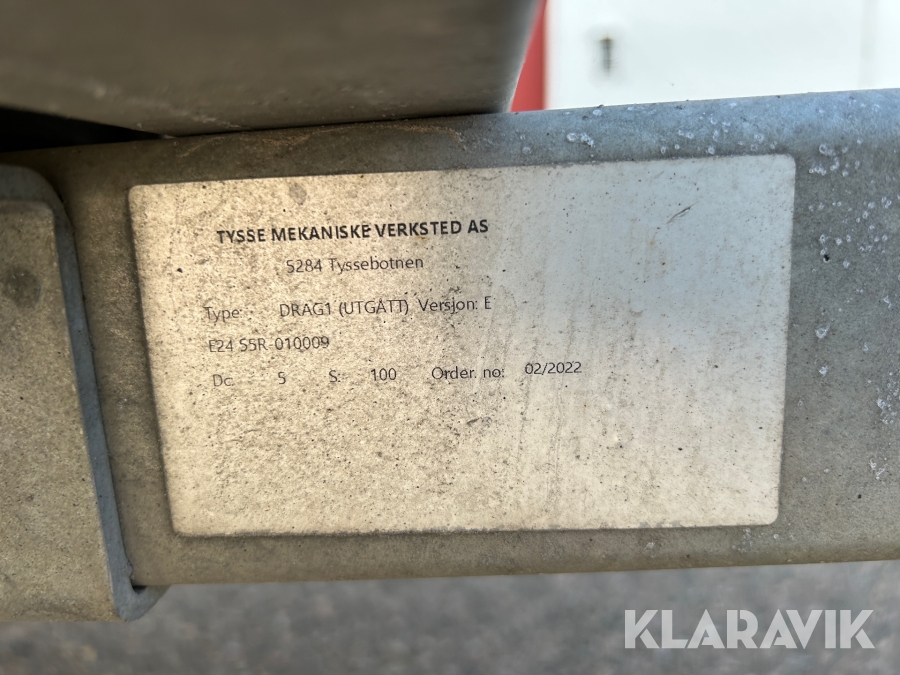 TYSSE MEKANISKE VERKSTED AS
5284 Tyssebotnen
Type: DRAG1 (UTGÅTT) Versjon: E
E24 55R-010009
Dc: 5 S: 100 Order. no: 02/2022
KLARAVIK